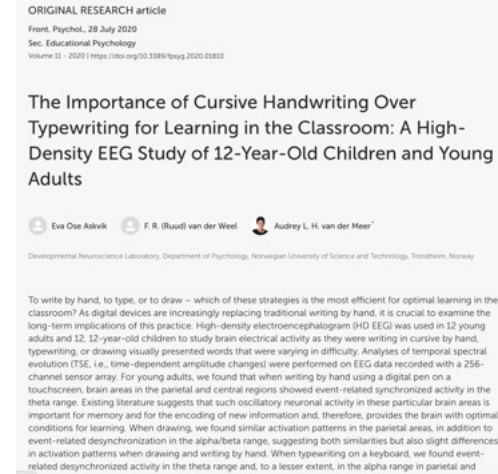 ORIGINAL RESEARCH article
Front. Psychol., 28 July 2020
Sec. Educational Psychology
Volume 11 - 2020 | https://doi.org/10.3389/fpsyg.2020.01810
The Importance of Cursive Handwriting Over
Typewriting for Learning in the Classroom: A High-
Density EEG Study of 12-Year-Old Children and Young
Adults
Eva Ose Askvik F. R. (Ruud) van der Weel Audrey L. H. van der Meer*
Developmental Neuroscience Laboratory, Department of Psychology, Norwegian University of Science and Technology, Trondheim, Norway
To write by hand, to type, or to draw – which of these strategies is the most efficient for optimal learning in the
classroom? As digital devices are increasingly replacing traditional writing by hand, it is crucial to examine the
long-term implications of this practice. High-density electroencephalogram (HD EEG) was used in 12 young
adults and 12, 12-year-old children to study brain electrical activity as they were writing in cursive by hand,
typewriting, or drawing visually presented words that were varying in difficulty. Analyses of temporal spectral
evolution (TSE, i.e., time-dependent amplitude changes) were performed on EEG data recorded with a 256-
channel sensor array. For young adults, we found that when writing by hand using a digital pen on a
touchscreen, brain areas in the parietal and central regions showed event-related synchronized activity in the
theta range. Existing literature suggests that such oscillatory neuronal activity in these particular brain areas is
important for memory and for the encoding of new information and, therefore, provides the brain with optimal
conditions for learning. When drawing, we found similar activation patterns in the parietal areas, in addition to
event-related desynchronization in the alpha/beta range, suggesting both similarities but also slight differences
in activation patterns when drawing and writing by hand. When typewriting on a keyboard, we found event-
related desynchronized activity in the theta range and, to a lesser extent, in the alpha range in parietal and